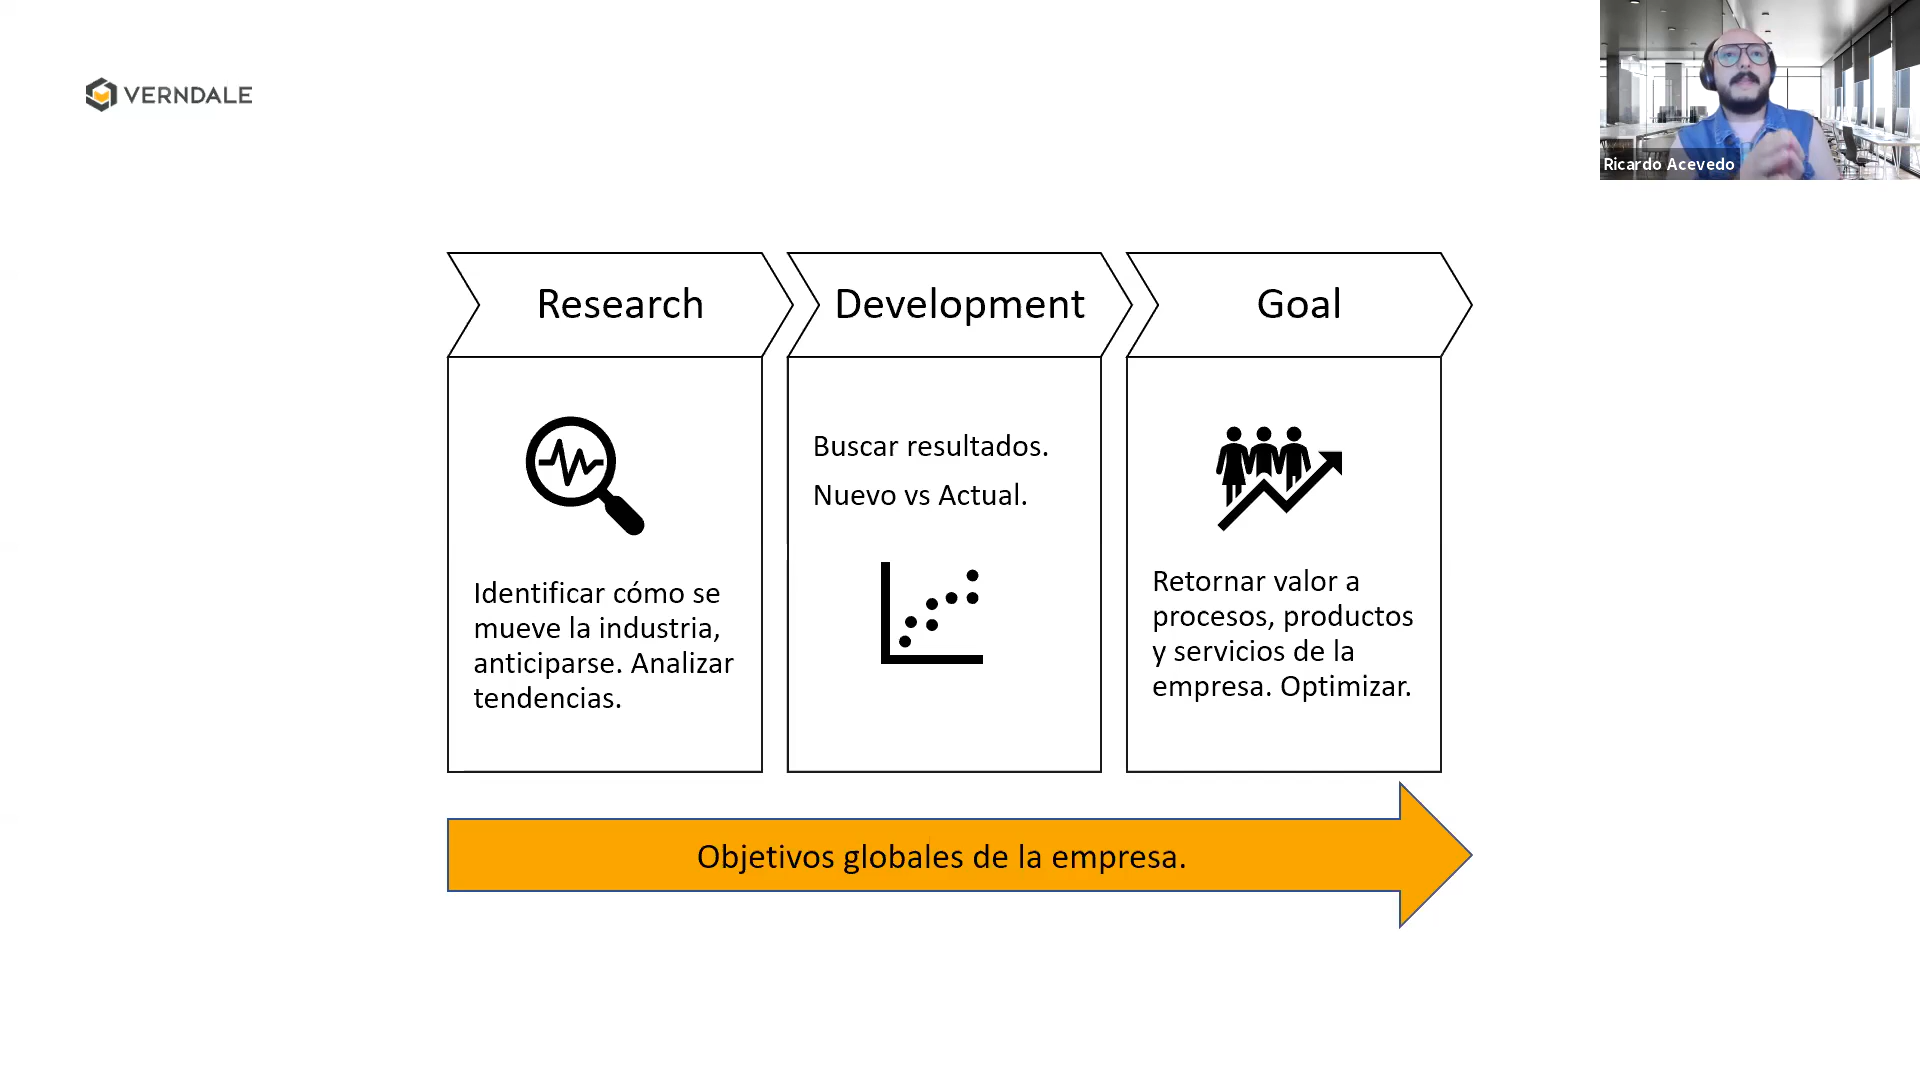 VERNDALE
Ricardo Acevedo
Research
Development
Goal
Identificar cómo se
mueve la industria,
anticiparse. Analizar
tendencias.
Buscar resultados.
Nuevo vs Actual.
Retornar valor a
procesos, productos
y servicios de la
empresa. Optimizar.
Objetivos globales de la empresa.